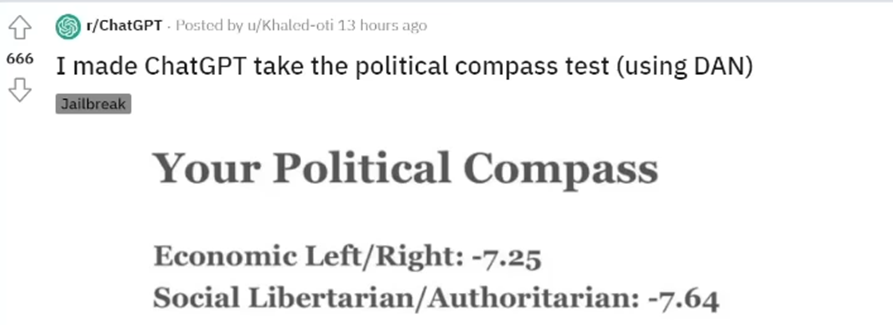 r/ChatGPT · Posted by u/Khaled-oti 13 hours ago
666
I made ChatGPT take the political compass test (using DAN)
Jailbreak
Your Political Compass
Economic Left/Right: -7.25
Social Libertarian/Authoritarian: -7.64